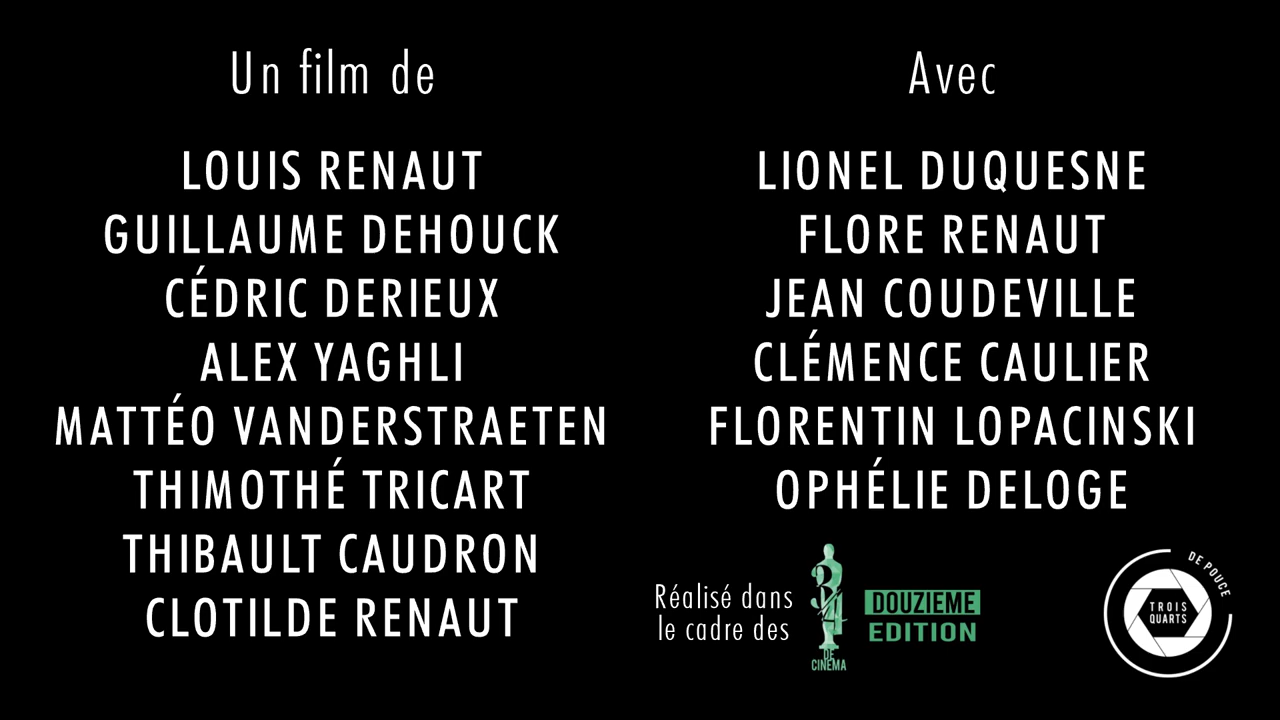 Un film de
LOUIS RENAUT
GUILLAUME DEHOUCK
CÉDRIC DERIEUX
ALEX YAGHLI
MATTÉO VANDERSTRAETEN
THIMOTHÉ TRICART
THIBAULT CAUDRON
CLOTILDE RENAUT
Avec
LIONEL DUQUESNE
FLORE RENAUT
JEAN COUDEVILLE
CLÉMENCE CAULIER
FLORENTIN LOPACINSKI
OPHÉLIE DELOGE
Réalisé dans
le cadre des
3/4
DE
CINEMA
DOUZIEME
EDITION
TROIS
QUARTS
DE POUCE